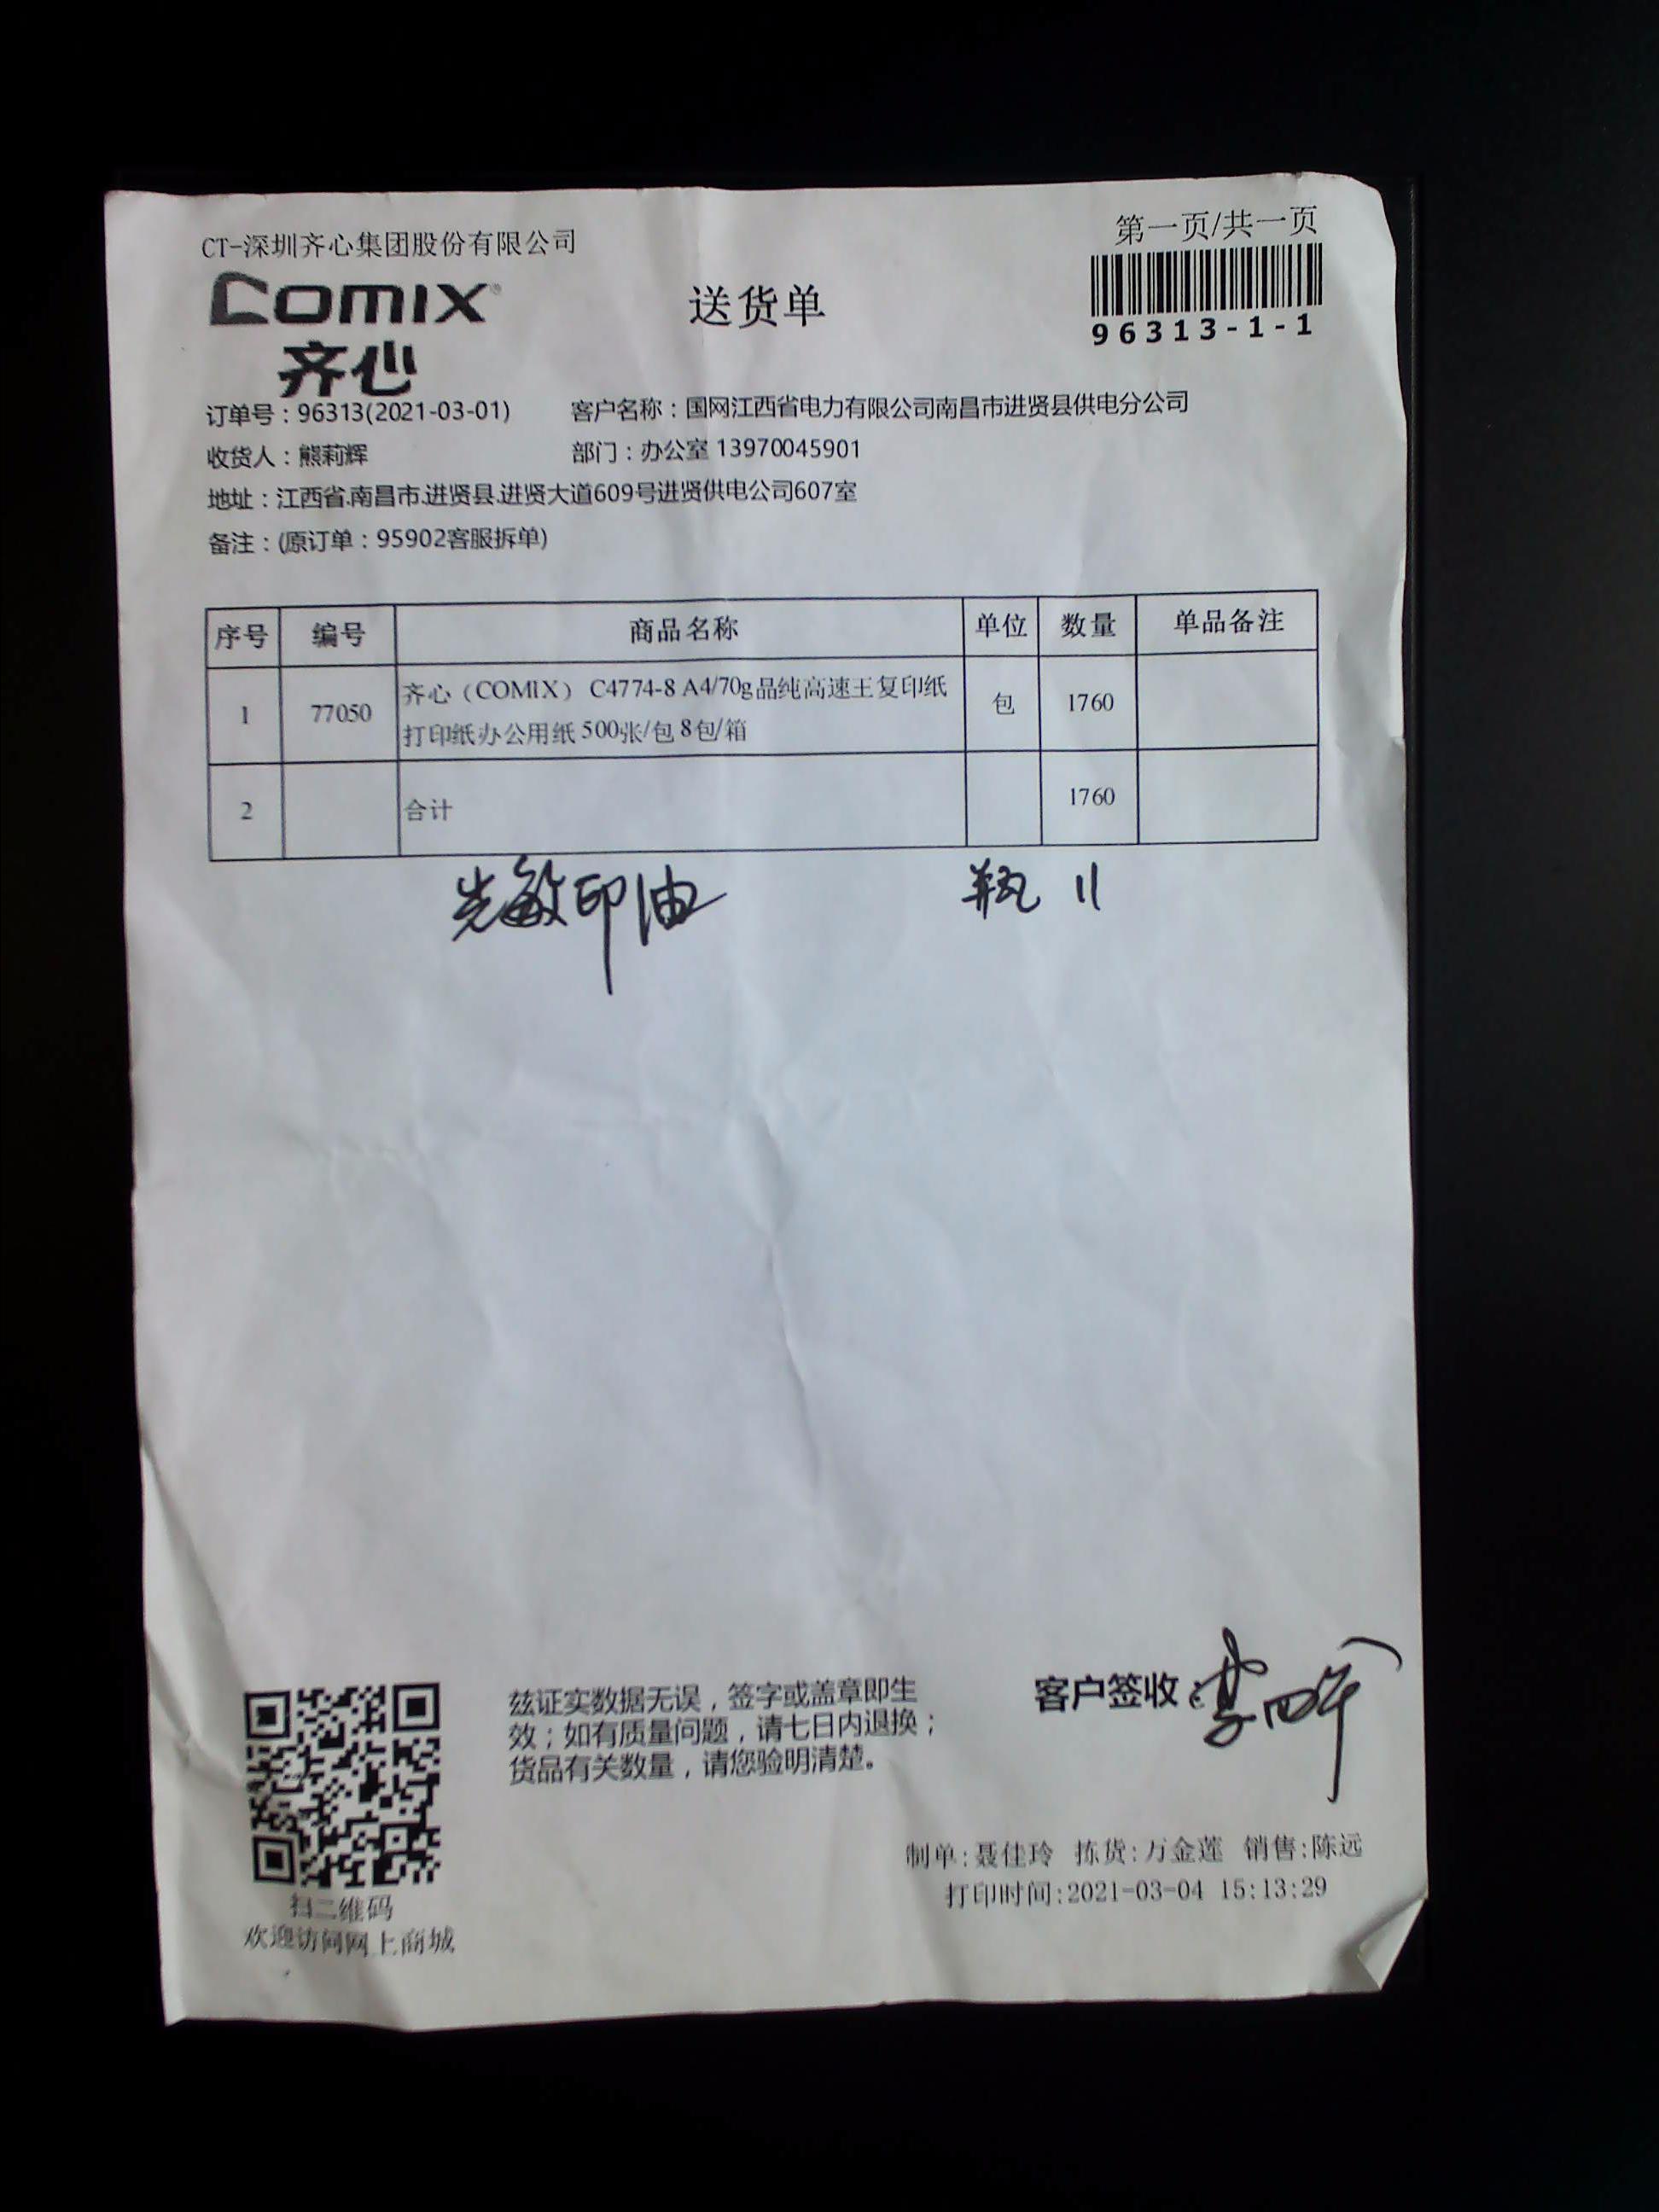 CT-深圳齐心集团股份有限公司
第一页/共一页
COMIX
齐心
送货单
96313-1-1
订单号：96313(2021-03-01) 客户名称：国网江西省电力有限公司南昌市进贤县供电分公司
收货人：熊莉辉 部门：办公室 13970045901
地址：江西省.南昌市.进贤县.进贤大道609号进贤供电公司607室
备注：(原订单：95902客服拆单)
序号 编号 商品名称 单位 数量 单品备注
1 77050 齐心（COMIX） C4774-8 A4/70g品纯高速王复印纸 包 1760
打印纸办公用纸 500张/包 8包/箱
2 合计 1760
光敏印油 瓶 11
兹证实数据无误，签字或盖章即生
效；如有质量问题，请七日内退换；
货品有关数量，请您验明清楚。
客户签收：
制单:聂佳玲 拣货:万金莲 销售:陈远
打印时间:2021-03-04 15:13:29
扫二维码
欢迎访问网上商城